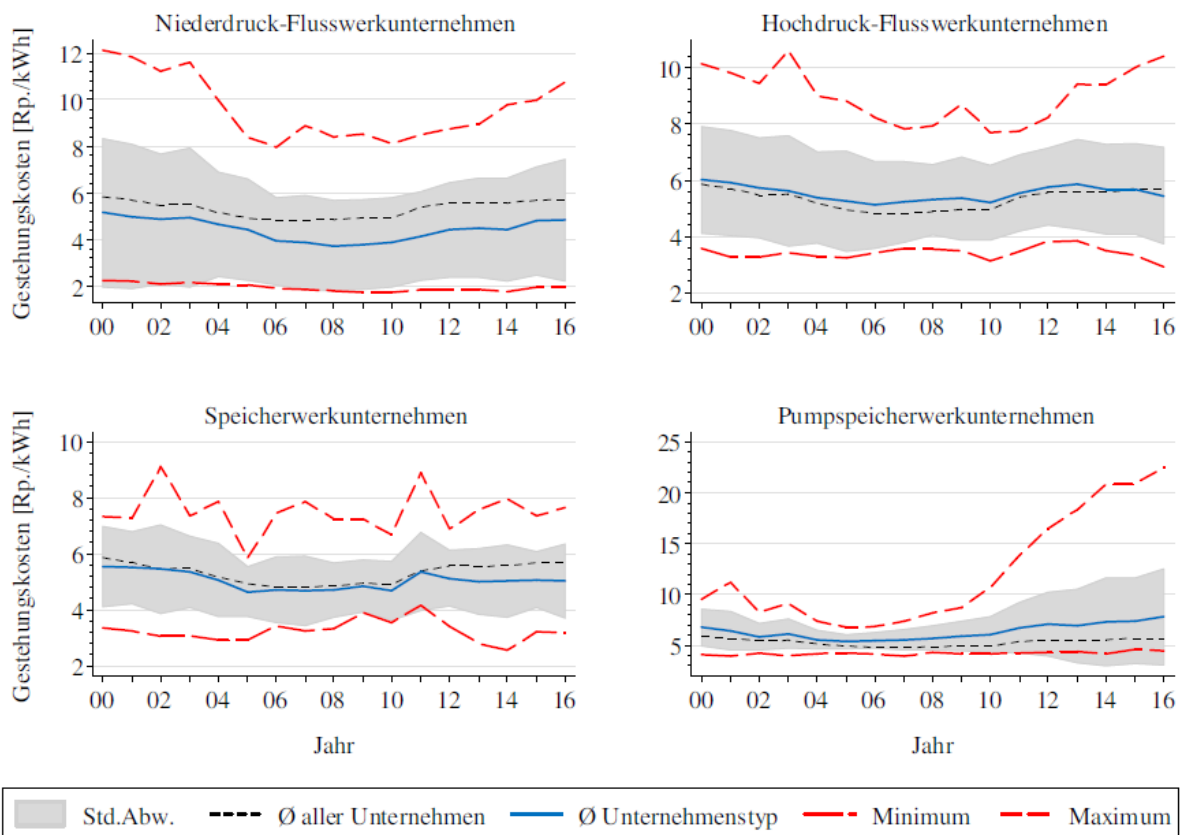 Niederdruck-Flusswerkunternehmen
Gestehungskosten [Rp./kWh]
12
10
8
6
4
2
00 02 04 06 08 10 12 14 16
Hochdruck-Flusswerkunternehmen
10
8
6
4
2
00 02 04 06 08 10 12 14 16
Speicherwerkunternehmen
Gestehungskosten [Rp./kWh]
10
8
6
4
2
00 02 04 06 08 10 12 14 16
Jahr
Pumpspeicherwerkunternehmen
25
20
15
10
5
00 02 04 06 08 10 12 14 16
Jahr
Std.Abw. Ø aller Unternehmen Ø Unternehmenstyp Minimum Maximum